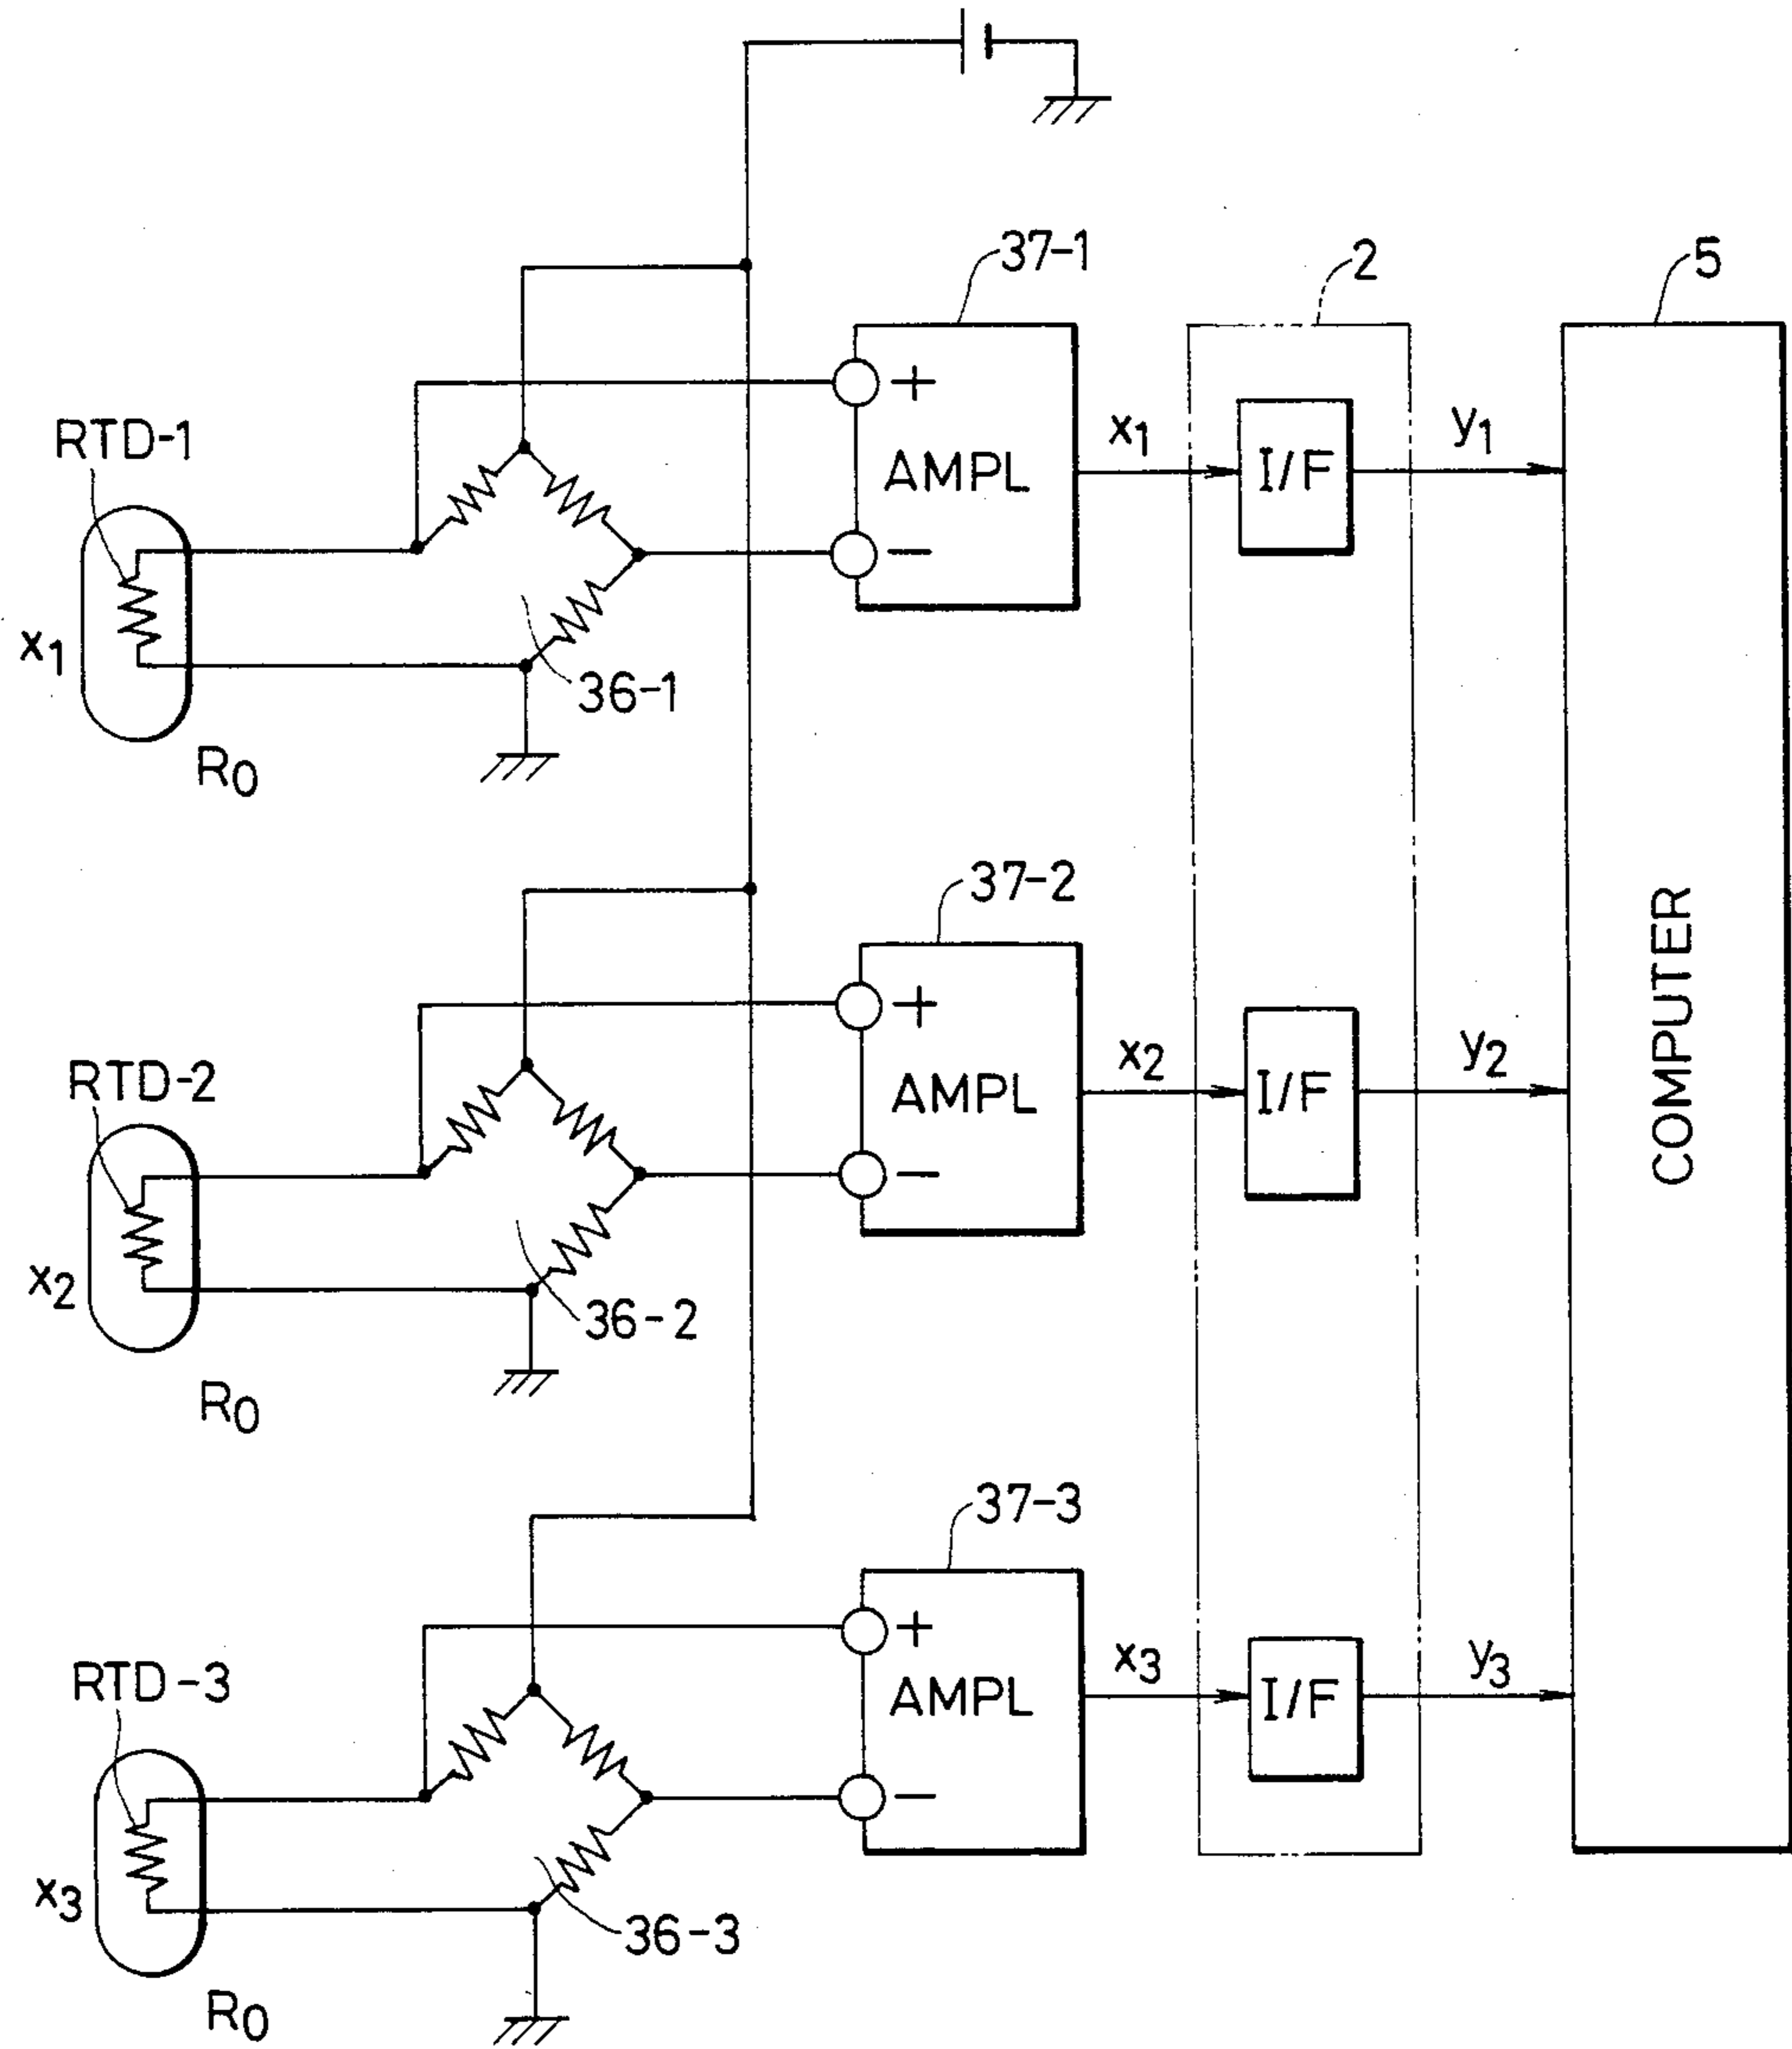 37-1
2
5
+
RTD-1
AMPL
x1
I/F
y1
−
x1
36-1
R0
37-2
+
RTD-2
AMPL
x2
I/F
y2
COMPUTER
−
x2
36-2
R0
37-3
+
RTD-3
AMPL
x3
I/F
y3
−
x3
36-3
R0